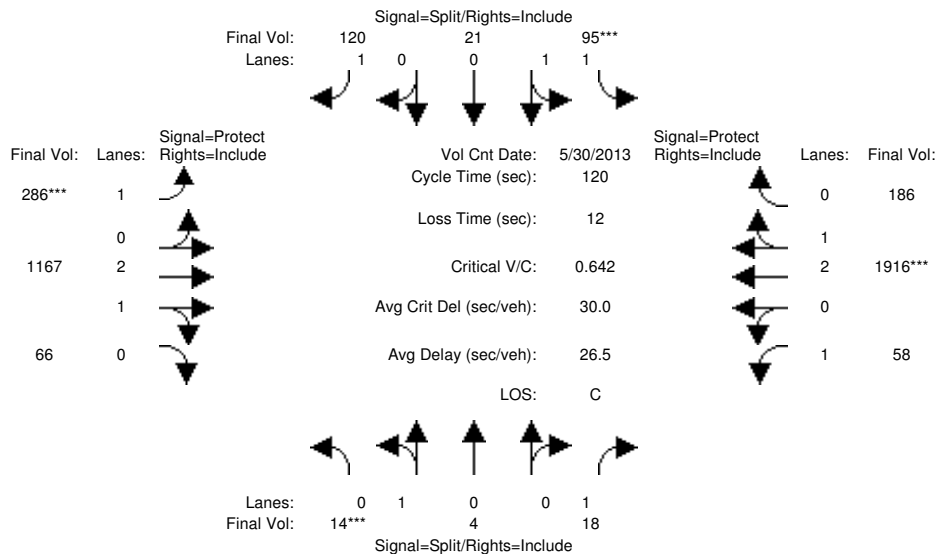 Signal=Split/Rights=Include
Final Vol: 120 21 95***
Lanes: 1 0 0 1 1
Signal=Protect
Final Vol: Lanes: Rights=Include
Vol Cnt Date: 5/30/2013
Signal=Protect
Rights=Include Lanes: Final Vol:
Cycle Time (sec): 120
286*** 1
0 186
Loss Time (sec): 12
0
1
1167 2
Critical V/C: 0.642
2 1916***
1
Avg Crit Del (sec/veh): 30.0
0
66 0
Avg Delay (sec/veh): 26.5
1 58
LOS: C
Lanes: 0 1 0 0 1
Final Vol: 14*** 4 18
Signal=Split/Rights=Include